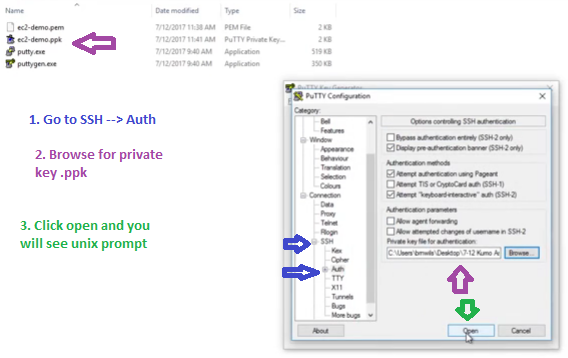 Name Date modified Type Size
ec2-demo.pem 7/12/2017 11:38 AM PEM File 2 KB
ec2-demo.ppk 7/12/2017 11:41 AM PuTTY Private Key... 2 KB
putty.exe 7/12/2017 9:40 AM Application 519 KB
puttygen.exe 7/12/2017 9:40 AM Application 350 KB
1. Go to SSH --> Auth
2. Browse for private
key .ppk
3. Click open and you
will see unix prompt
PuTTY Key Generator
PuTTY Configuration
Category:
Bell
Features
Window
Appearance
Behaviour
Translation
Selection
Colours
Connection
Data
Proxy
Telnet
Rlogin
SSH
Kex
Cipher
Auth
TTY
X11
Tunnels
Bugs
More bugs
Options controlling SSH authentication
Bypass authentication entirely (SSH-2 only)
Display pre-authentication banner (SSH-2 only)
Authentication methods
Attempt authentication using Pageant
Attempt TIS or CryptoCard auth (SSH-1)
Attempt "keyboard-interactive" auth (SSH-2)
Authentication parameters
Allow agent forwarding
Allow attempted changes of username in SSH-2
Private key file for authentication:
C:\Users\bmwils\Desktop\7-12 Kumo Ac
Browse...
About
Open
Cancel